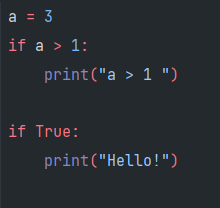 a = 3
if a > 1:
    print("a > 1 ")

if True:
    print("Hello!")